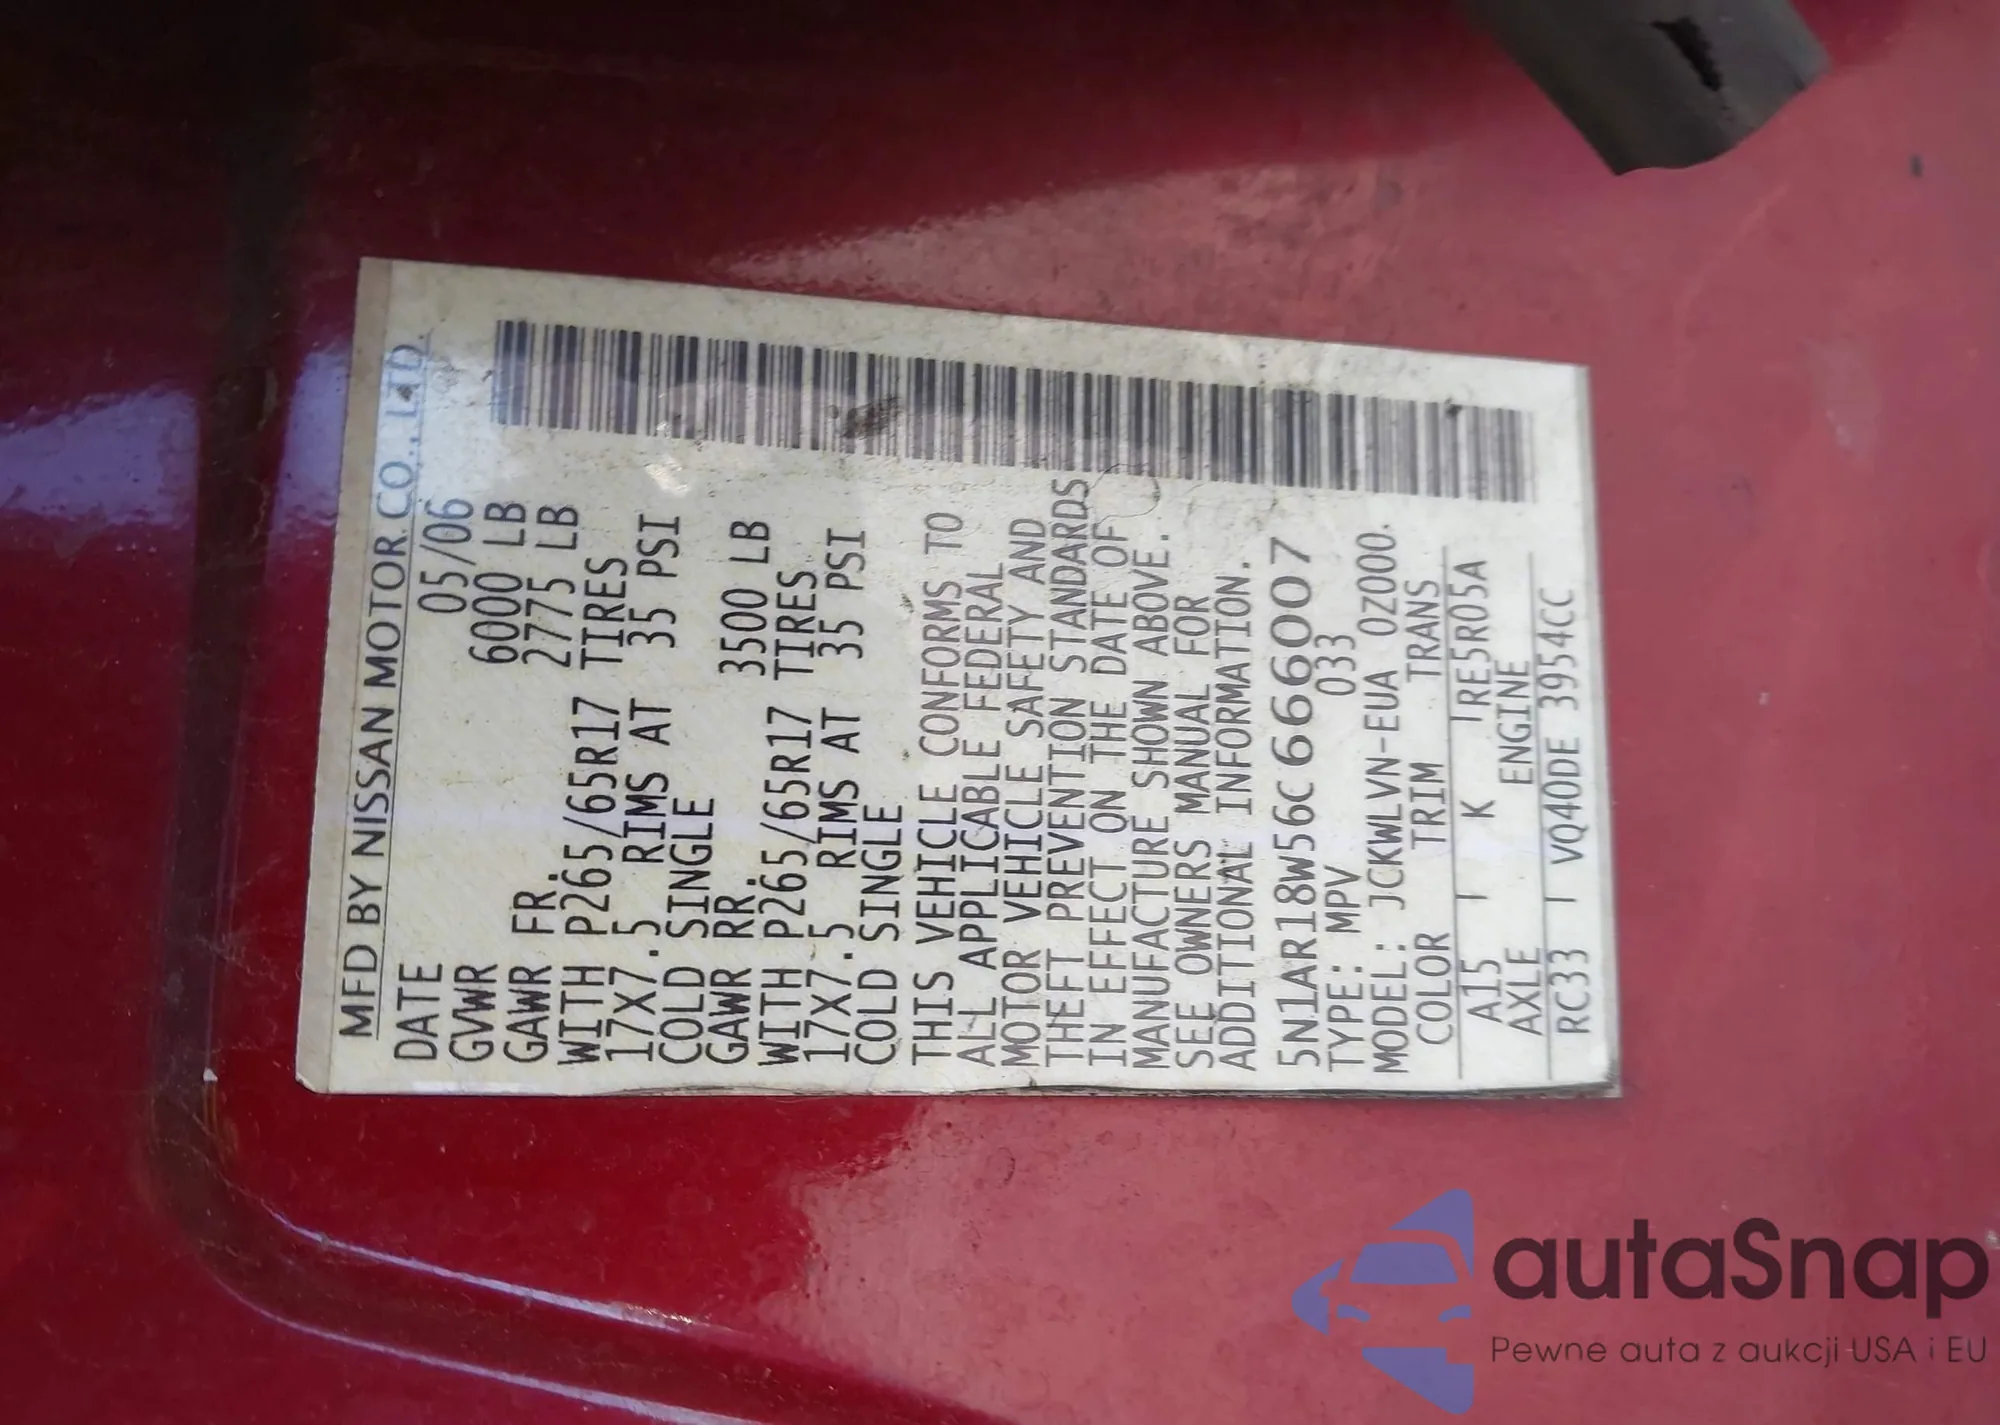 MFD BY NISSAN MOTOR CO., LTD.
DATE 05/06
GVWR 6000 LB
GAWR FR. 2775 LB
WITH P265/65R17 TIRES
17X7.5 RIMS AT 35 PSI
COLD SINGLE
GAWR RR. 3500 LB
WITH P265/65R17 TIRES
17X7.5 RIMS AT 35 PSI
COLD SINGLE
THIS VEHICLE CONFORMS TO
ALL APPLICABLE FEDERAL
MOTOR VEHICLE SAFETY AND
THEFT PREVENTION STANDARDS
IN EFFECT ON THE DATE OF
MANUFACTURE SHOWN ABOVE.
SEE OWNERS MANUAL FOR
ADDITIONAL INFORMATION.
5N1AR18W56C666007
TYPE: MPV 033
MODEL: JCKWLVN-EUA 0Z000.
COLOR TRIM TRANS
A15 K RE5R05A
AXLE ENGINE
RC33 VQ40DE 3954CC
autaSnap
Pewne auta z aukcji USA i EU